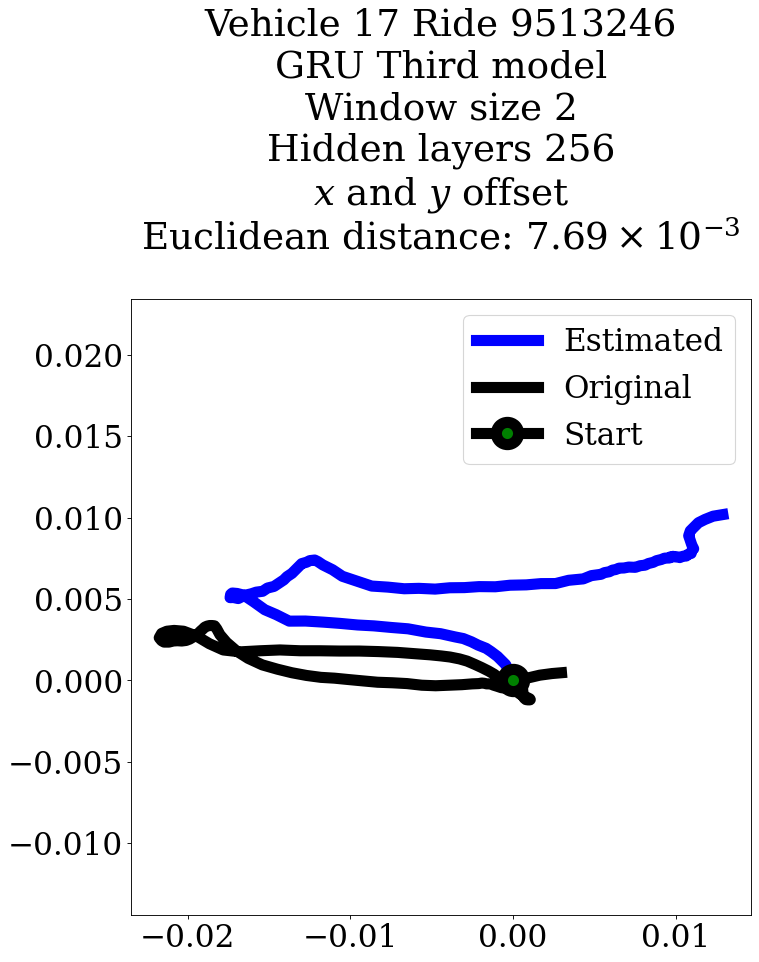 Vehicle 17 Ride 9513246
GRU Third model
Window size 2
Hidden layers 256
x and y offset
Euclidean distance: 7.69 × 10⁻³
Estimated
Original
Start
0.020
0.015
0.010
0.005
0.000
−0.005
−0.010
−0.02
−0.01
0.00
0.01